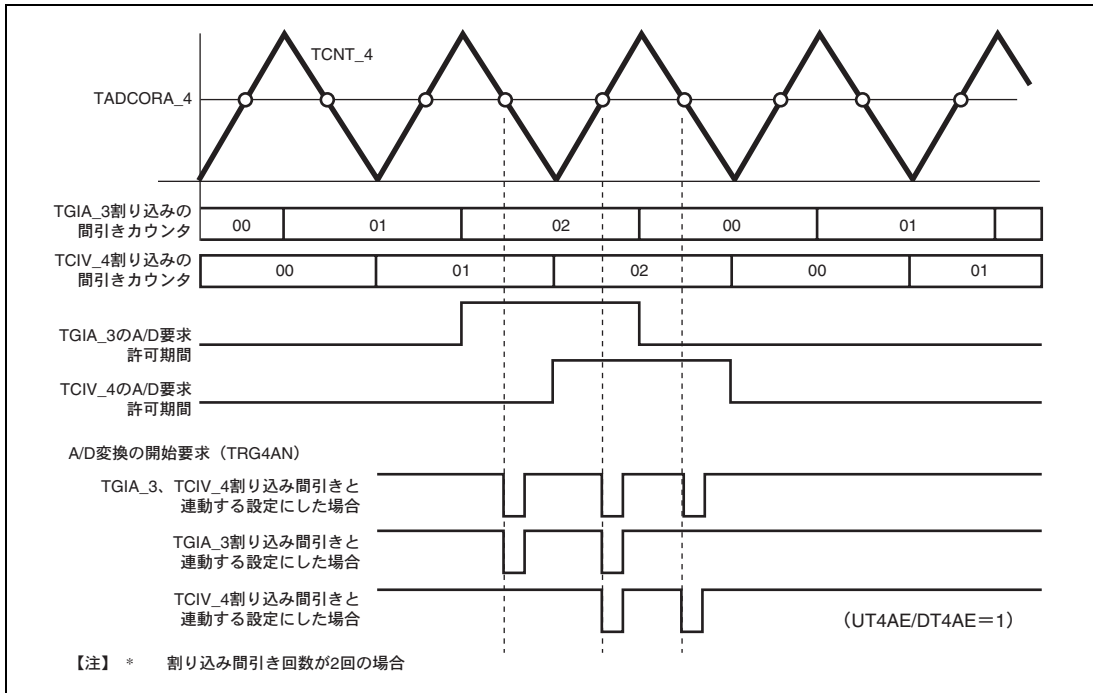 TCNT_4
TADCORA_4
TGIA_3割り込みの
間引きカウンタ
00 01 02 00 01
TCIV_4割り込みの
間引きカウンタ
00 01 02 00 01
TGIA_3のA/D要求
許可期間
TCIV_4のA/D要求
許可期間
A/D変換の開始要求（TRG4AN）
TGIA_3、TCIV_4割り込み間引きと
連動する設定にした場合
TGIA_3割り込み間引きと
連動する設定にした場合
TCIV_4割り込み間引きと
連動する設定にした場合
（UT4AE/DT4AE＝1）
【注】 * 割り込み間引き回数が2回の場合